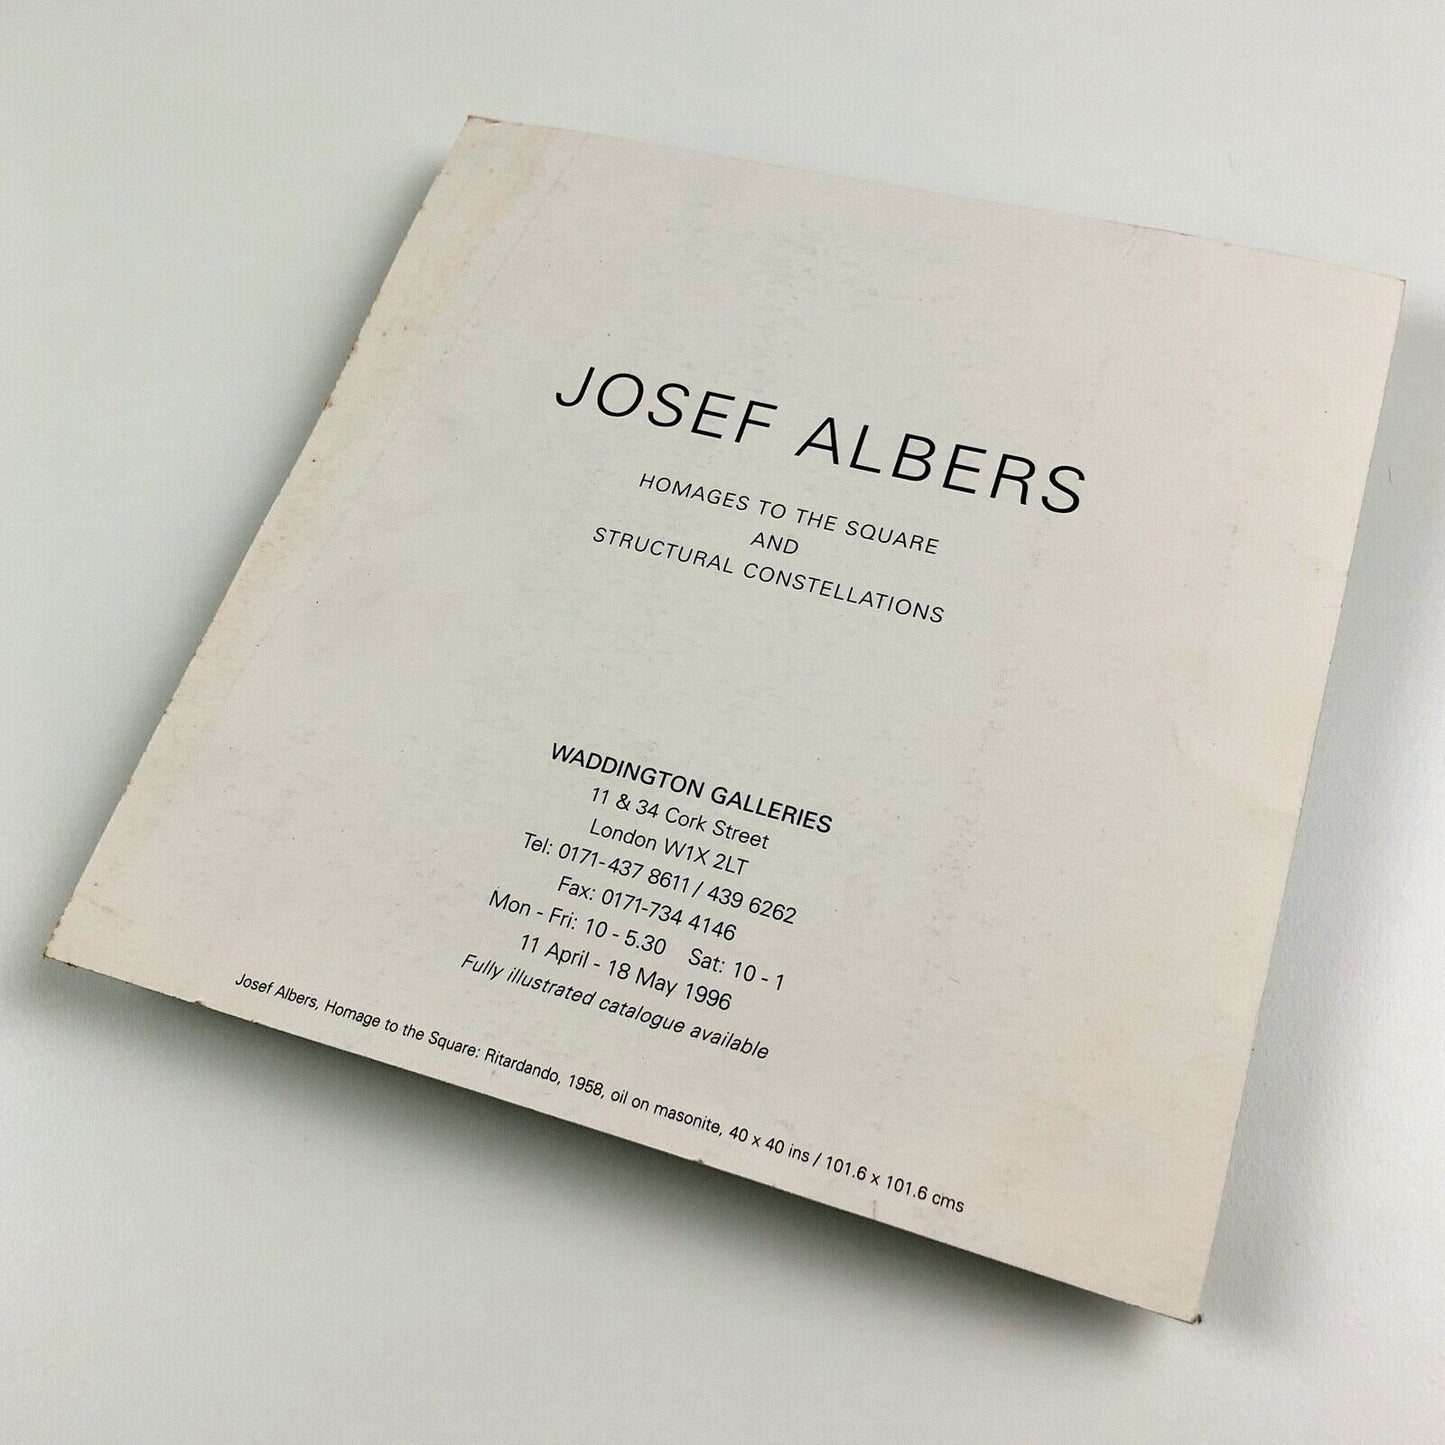 JOSEF ALBERS
HOMAGES TO THE SQUARE
AND
STRUCTURAL CONSTELLATIONS
WADDINGTON GALLERIES
11 & 34 Cork Street
London W1X 2LT
Tel: 0171-437 8611 / 439 6262
Fax: 0171-734 4146
Mon - Fri: 10 - 5.30 Sat: 10 - 1
11 April - 18 May 1996
Fully illustrated catalogue available
Josef Albers, Homage to the Square: Ritardando, 1958, oil on masonite, 40 x 40 ins / 101.6 x 101.6 cms